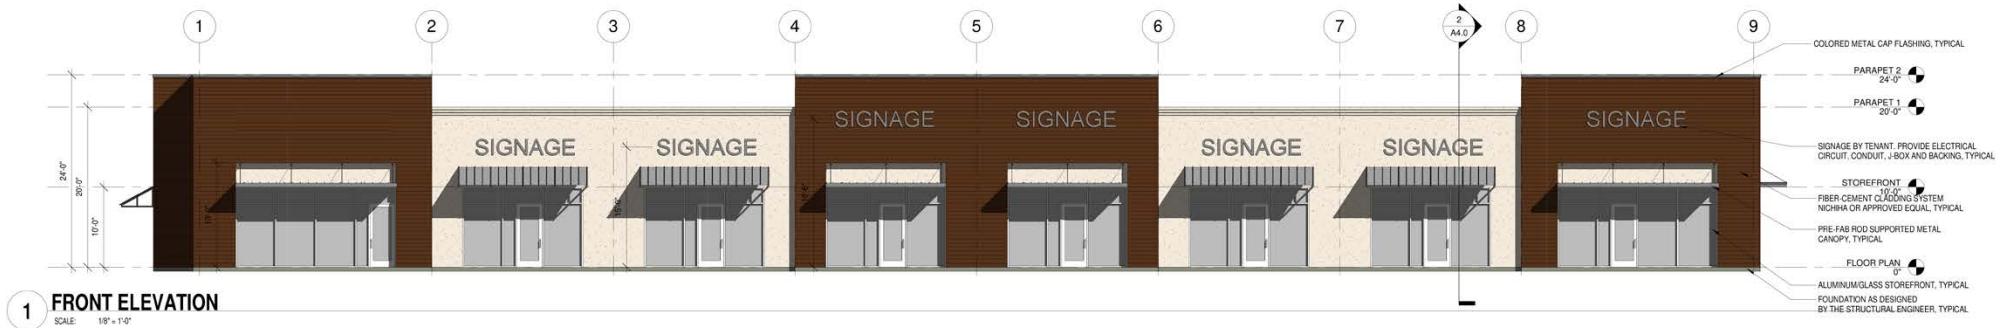 1
2
3
4
5
6
7
2
A4.0
8
9
COLORED METAL CAP FLASHING, TYPICAL
PARAPET 2
24'-0"
PARAPET 1
20'-0"
SIGNAGE
SIGNAGE
SIGNAGE
SIGNAGE
SIGNAGE
SIGNAGE
SIGNAGE
SIGNAGE BY TENANT. PROVIDE ELECTRICAL
CIRCUIT, CONDUIT, J-BOX AND BACKING, TYPICAL
24'-0"
20'-0"
10'-0"
STOREFRONT
10'-0"
FIBER-CEMENT CLADDING SYSTEM
NICHIHA OR APPROVED EQUAL, TYPICAL
PRE-FAB ROD SUPPORTED METAL
CANOPY, TYPICAL
FLOOR PLAN
0"
ALUMINUM/GLASS STOREFRONT, TYPICAL
FOUNDATION AS DESIGNED
BY THE STRUCTURAL ENGINEER, TYPICAL
1
FRONT ELEVATION
SCALE: 1/8" = 1'-0"